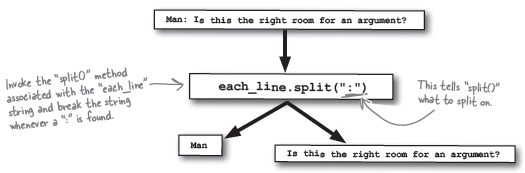 Man: Is this the right room for an argument?
Invoke the "split()" method
associated with the "each_line"
string and break the string
whenever a ":" is found.
each_line.split(":")
This tells "split()"
what to split on.
Man
Is this the right room for an argument?